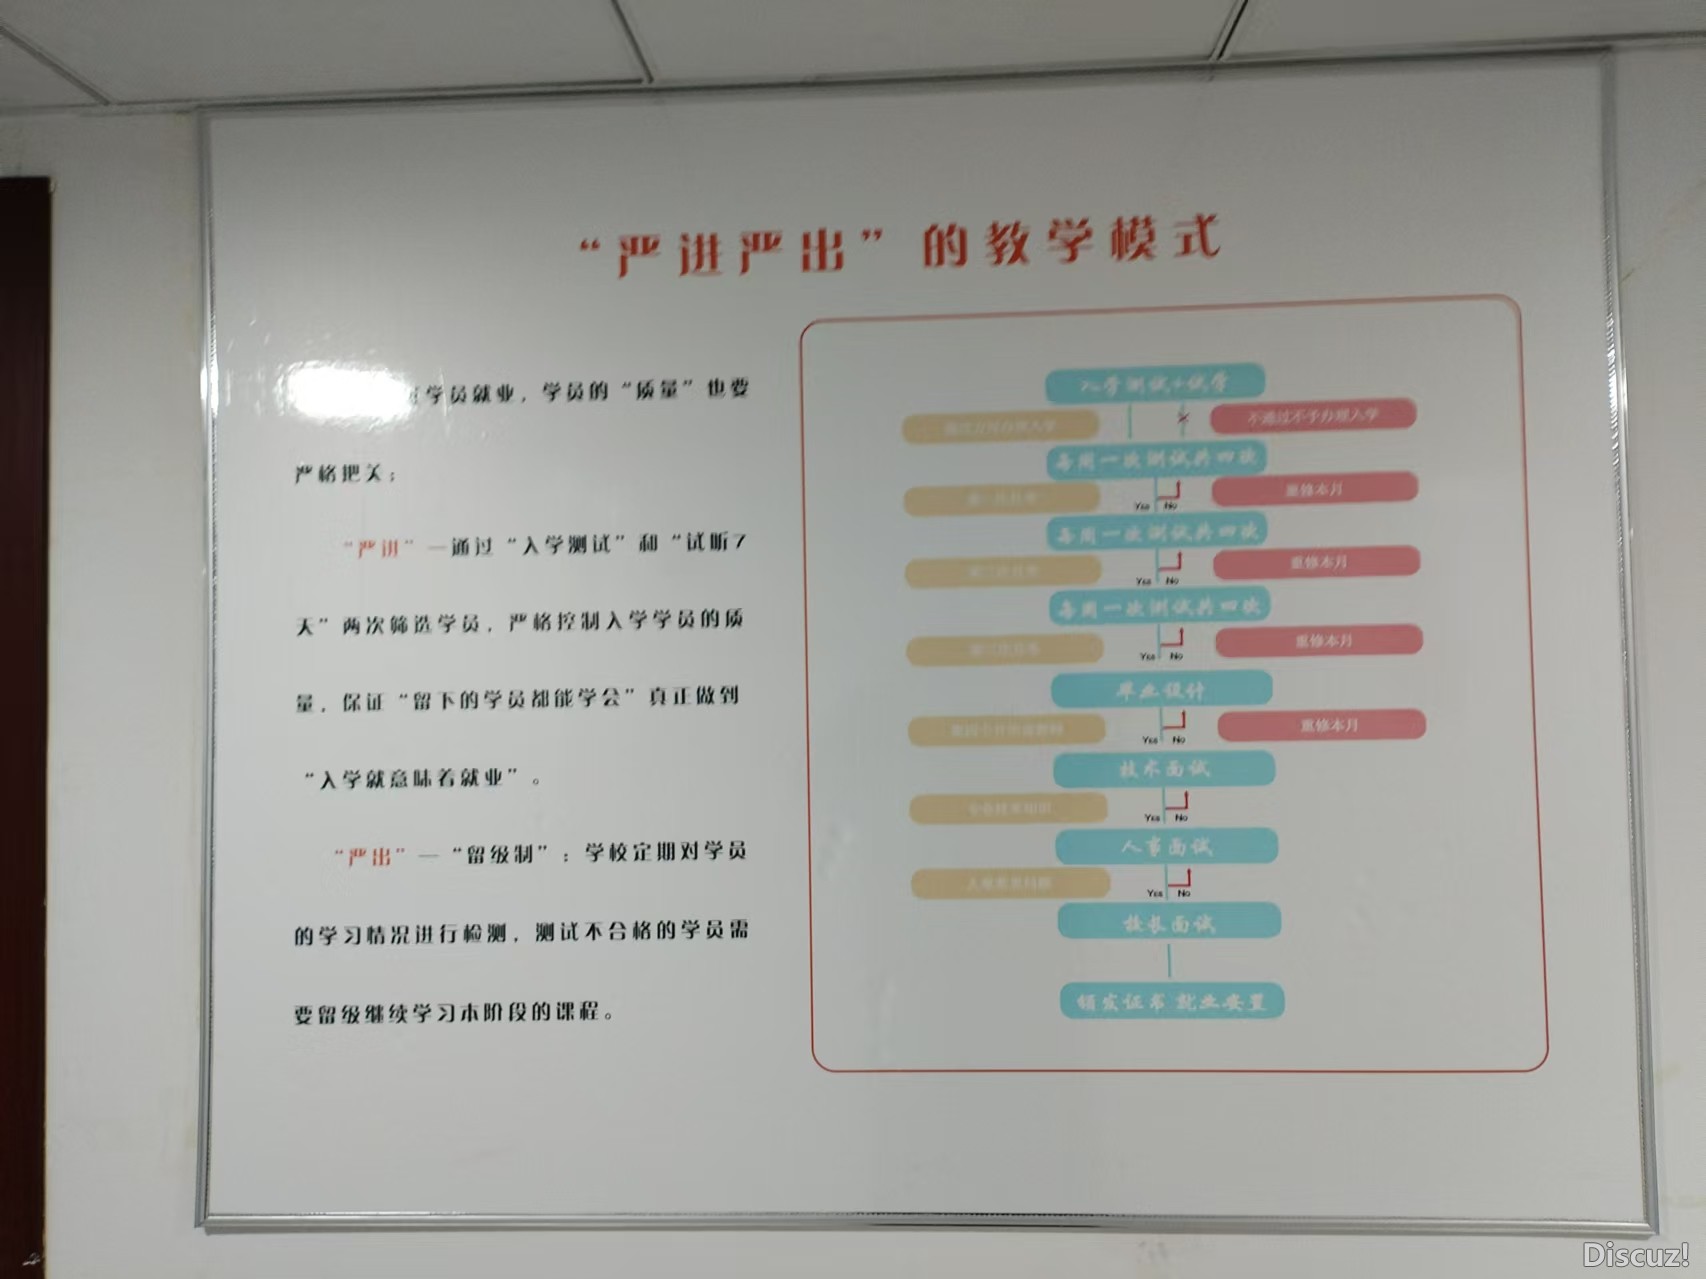 “严进严出”的教学模式
学员就业，学员的“质量”也要
严格把关；
“严进”—通过“入学测试”和“试听7
天”两次筛选学员，严格控制入学学员的质
量，保证“留下的学员都能学会”真正做到
“入学就意味着就业”。
“严出”—“留级制”：学校定期对学员
的学习情况进行检测，测试不合格的学员需
要留级继续学习本阶段的课程。
入学测试+试学
不通过不予办理入学
每周一次测试共四次
重修本月
Yes No
每周一次测试共四次
重修本月
Yes No
每周一次测试共四次
重修本月
Yes No
毕业设计
重修本月
Yes No
技术面试
Yes No
人事面试
Yes No
校长面试
颁发证书 就业安置
Discuz!